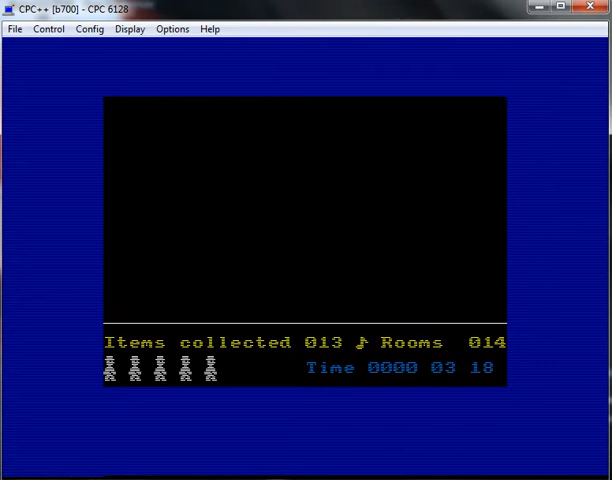 CPC++ [b700] - CPC 6128
File Control Config Display Options Help
Items collected 013 ♪ Rooms 014
Time 0000 03 18